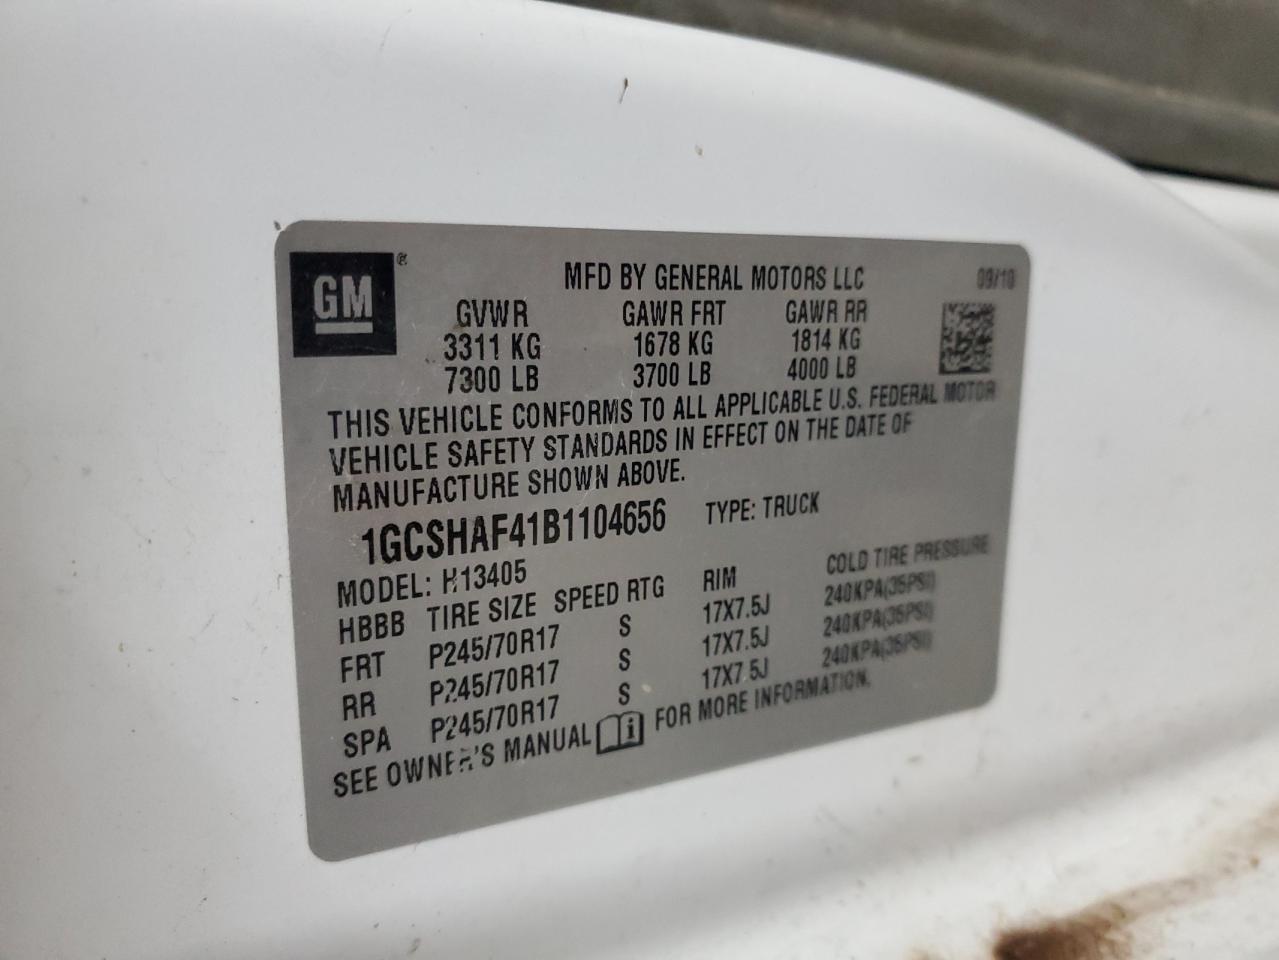 GM ®
MFD BY GENERAL MOTORS LLC 09/10
GVWR GAWR FRT GAWR RR
3311 KG 1678 KG 1814 KG
7300 LB 3700 LB 4000 LB
THIS VEHICLE CONFORMS TO ALL APPLICABLE U.S. FEDERAL MOTOR
VEHICLE SAFETY STANDARDS IN EFFECT ON THE DATE OF
MANUFACTURE SHOWN ABOVE.
1GCSHAF41B1104656 TYPE: TRUCK
MODEL: H13405
HBBB TIRE SIZE SPEED RTG RIM COLD TIRE PRESSURE
FRT P245/70R17 S 17X7.5J 240KPA(35PSI)
RR P245/70R17 S 17X7.5J 240KPA(35PSI)
SPA P245/70R17 S 17X7.5J 240KPA(35PSI)
SEE OWNER'S MANUAL i FOR MORE INFORMATION.